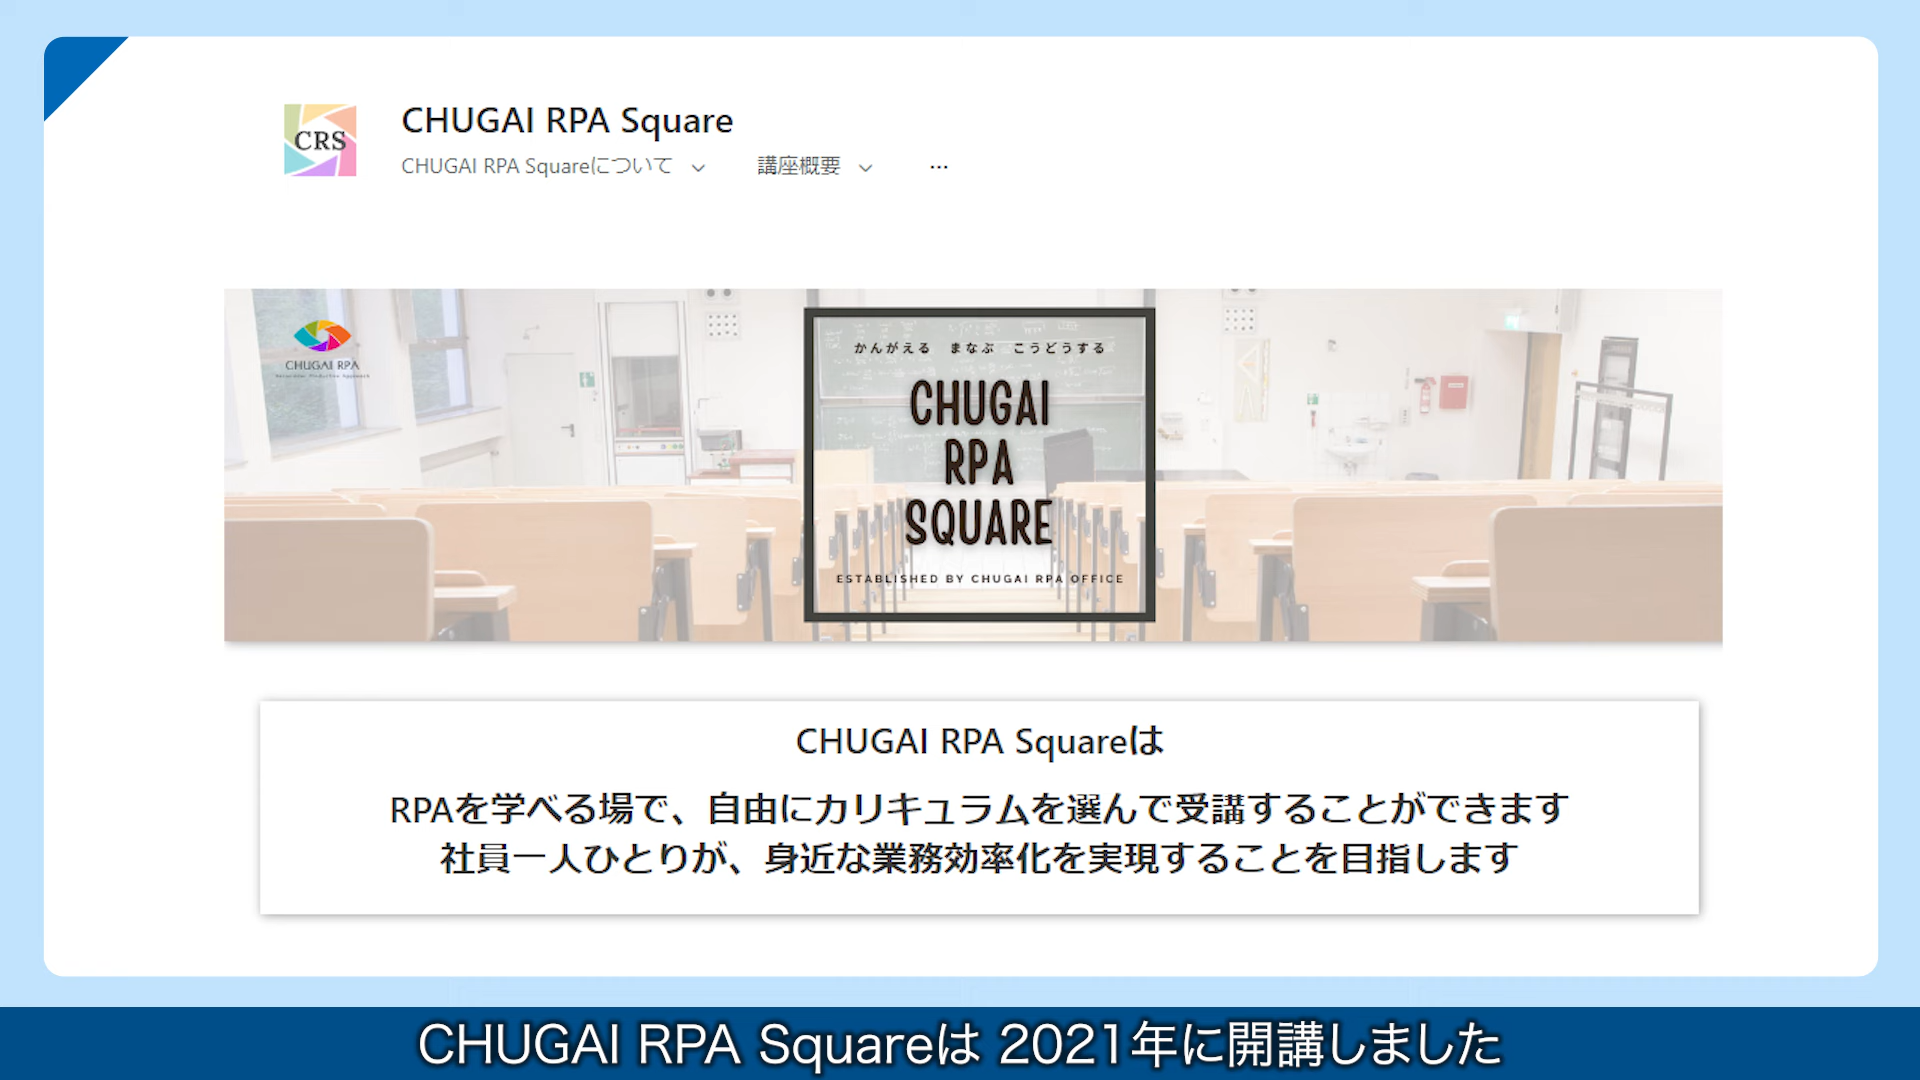 CRS
CHUGAI RPA Square
CHUGAI RPA Squareについて
講座概要
...
CHUGAI RPA
かんがえる まなぶ こうどうする
CHUGAI
RPA
SQUARE
ESTABLISHED BY CHUGAI RPA OFFICE
CHUGAI RPA Squareは
RPAを学べる場で、自由にカリキュラムを選んで受講することができます
社員一人ひとりが、身近な業務効率化を実現することを目指します
CHUGAI RPA Squareは 2021年に開講しました